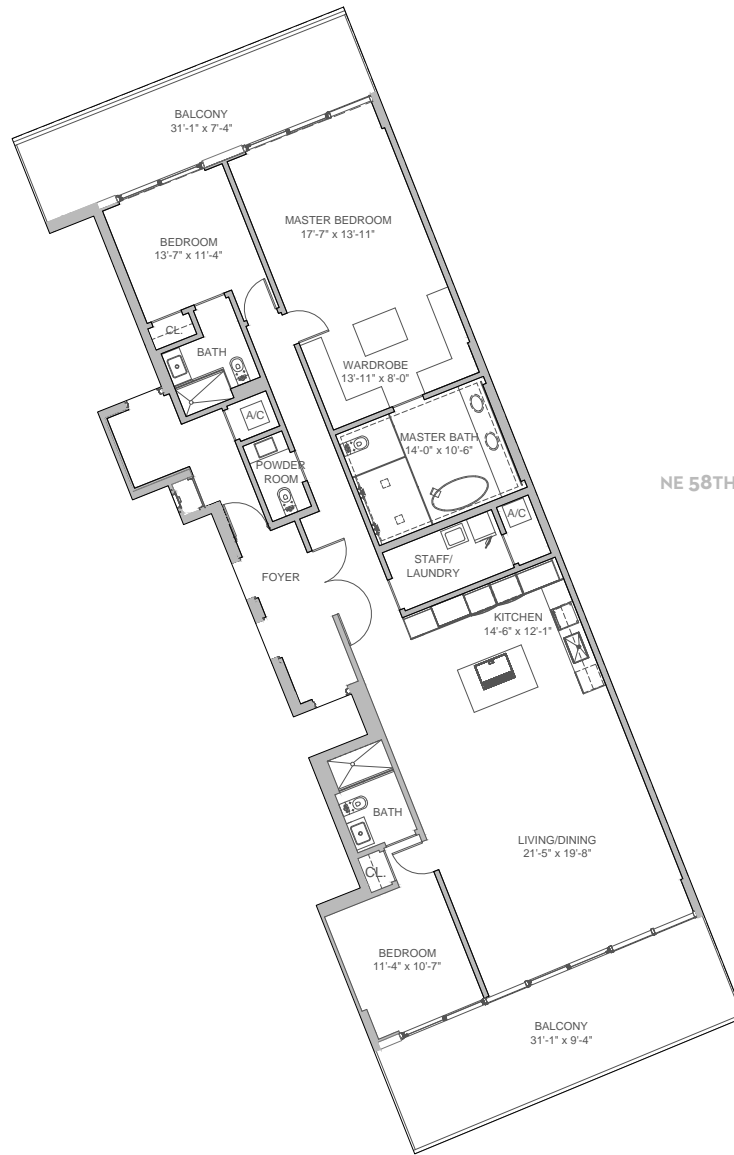 BALCONY
31'-1" x 7'-4"
MASTER BEDROOM
17'-7" x 13'-11"
BEDROOM
13'-7" x 11'-4"
CL.
BATH
WARDROBE
13'-11" x 8'-0"
A/C
MASTER BATH
14'-0" x 10'-6"
POWDER
ROOM
NE 58TH
A/C
STAFF/
LAUNDRY
FOYER
KITCHEN
14'-6" x 12'-1"
BATH
LIVING/DINING
21'-5" x 19'-8"
CL.
BEDROOM
11'-4" x 10'-7"
BALCONY
31'-1" x 9'-4"